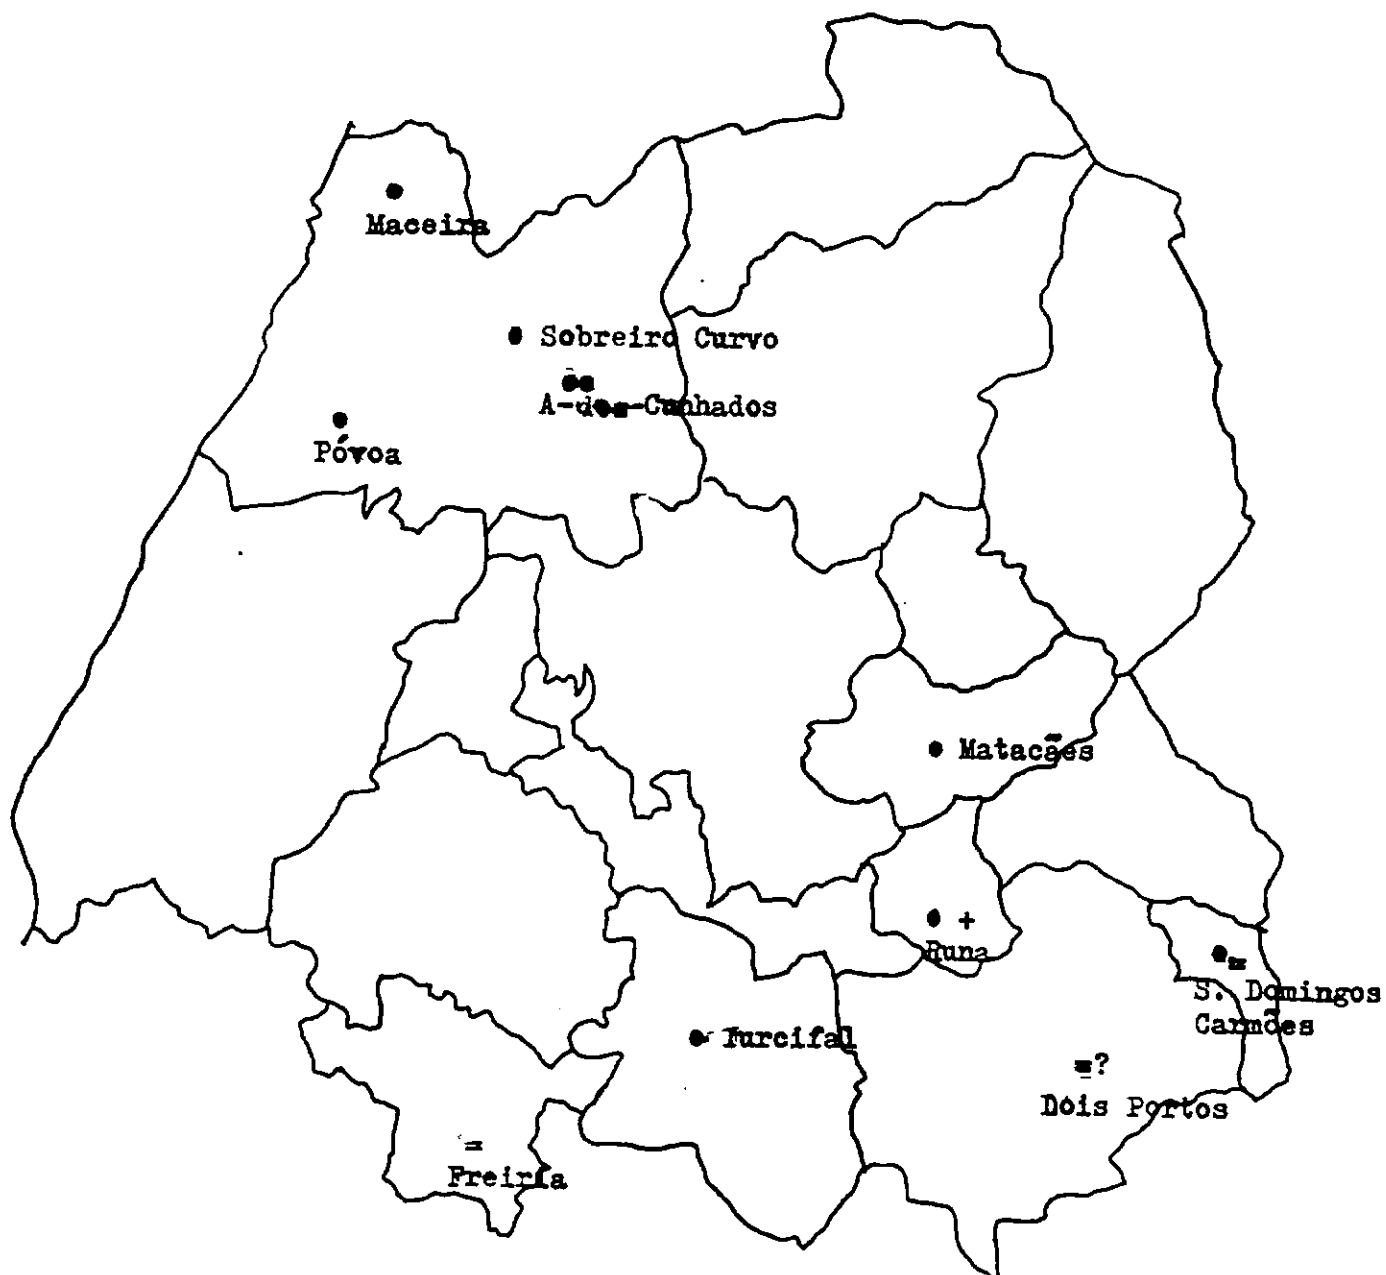 Maceira
Sobreiro Curvo
A-dos-Cunhados
Póvoa
Matacães
+
Runa
=
S. Domingos
Carmões
Turcifal
=?
Dois Portos
=
Freiria